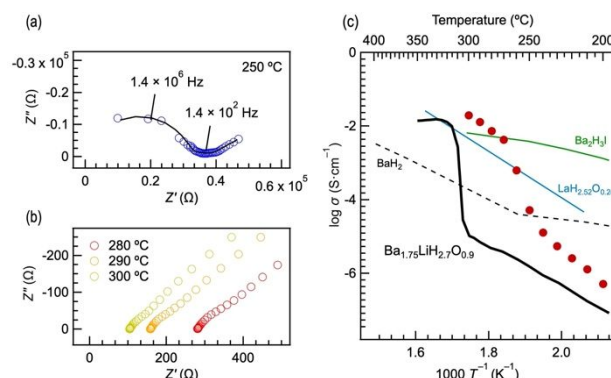 (a)
250 ºC
1.4 × 10⁶ Hz
1.4 × 10² Hz
-0.3 x 10⁵
-0.2
-0.1
0
Z″ (Ω)
0.0
0.2
0.4
0.6 x 10⁵
Z′ (Ω)
(b)
280 ºC
290 ºC
300 ºC
-200
-100
0
Z″ (Ω)
0
200
400
Z′ (Ω)
(c)
Temperature (ºC)
400
350
300
250
200
0
-2
-4
-6
log σ (S·cm⁻¹)
Ba₂H₃I
BaH₂
LaH₂.₅₂O₀.₂
Ba₁.₇₅LiH₂.₇O₀.₉
1.6
1.8
2.0
1000 T⁻¹ (K⁻¹)